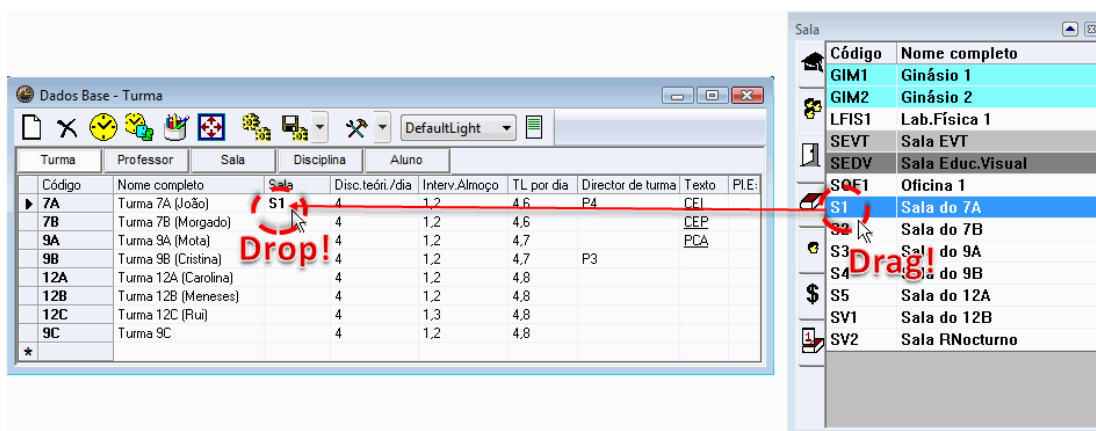 Dados Base - Turma
DefaultLight
Turma Professor Sala Disciplina Aluno
Código Nome completo Sala Disc.teóri./dia Interv.Almoço TL por dia Director de turma Texto Pl.E:
7A Turma 7A (João) S1 4 1,2 4,6 P4 CEI
7B Turma 7B (Morgado) 4 1,2 4,6 CEP
9A Turma 9A (Mota) 4 1,2 4,7 PCA
9B Turma 9B (Cristina) 4 1,2 4,7 P3
12A Turma 12A (Carolina) 4 1,2 4,8
12B Turma 12B (Meneses) 4 1,2 4,8
12C Turma 12C (Rui) 4 1,3 4,8
9C Turma 9C 4 1,2 4,8
Drop!
Sala
Código Nome completo
GIM1 Ginásio 1
GIM2 Ginásio 2
LFIS1 Lab.Física 1
SEVT Sala EVT
SEDV Sala Educ.Visual
Oficina 1
S1 Sala do 7A
S2 Sala do 7B
S3 Sala do 9A
S4 Sala do 9B
S5 Sala do 12A
SV1 Sala do 12B
SV2 Sala RNocturno
Drag!